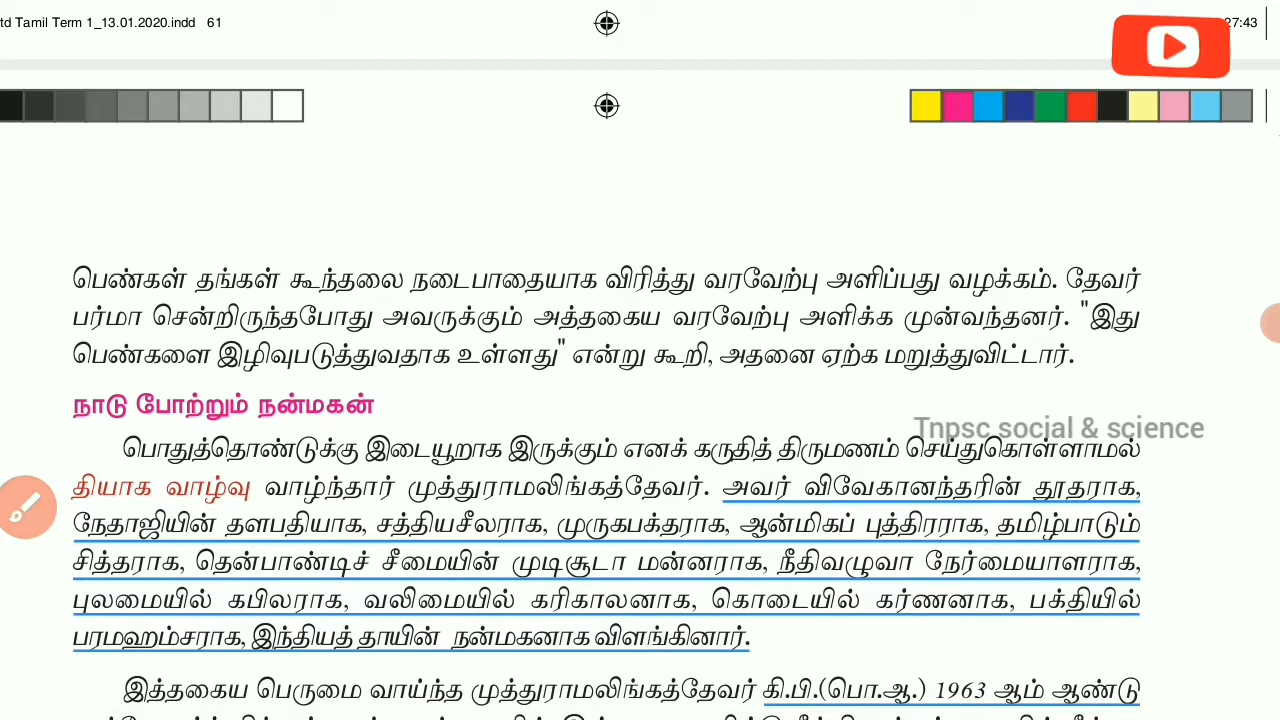 td Tamil Term 1_13.01.2020.indd 61
27:43
பெண்கள் தங்கள் கூந்தலை நடைபாதையாக விரித்து வரவேற்பு அளிப்பது வழக்கம். தேவர்
பர்மா சென்றிருந்தபோது அவருக்கும் அத்தகைய வரவேற்பு அளிக்க முன்வந்தனர். "இது
பெண்களை இழிவுபடுத்துவதாக உள்ளது" என்று கூறி, அதனை ஏற்க மறுத்துவிட்டார்.
நாடு போற்றும் நன்மகன்
Tnpsc social & science
பொதுத்தொண்டுக்கு இடையூறாக இருக்கும் எனக் கருதித் திருமணம் செய்துகொள்ளாமல்
தியாக வாழ்வு வாழ்ந்தார் முத்துராமலிங்கத்தேவர். அவர் விவேகானந்தரின் தூதராக,
நேதாஜியின் தளபதியாக, சத்தியசீலராக, முருகபக்தராக, ஆன்மிகப் புத்திரராக, தமிழ்பாடும்
சித்தராக, தென்பாண்டிச் சீமையின் முடிசூடா மன்னராக, நீதிவழுவா நேர்மையாளராக,
புலமையில் கபிலராக, வலிமையில் கரிகாலனாக, கொடையில் கர்ணனாக, பக்தியில்
பரமஹம்சராக, இந்தியத் தாயின் நன்மகனாக விளங்கினார்.
இத்தகைய பெருமை வாய்ந்த முத்துராமலிங்கத்தேவர் கி.பி.(பொ.ஆ.) 1963 ஆம் ஆண்டு